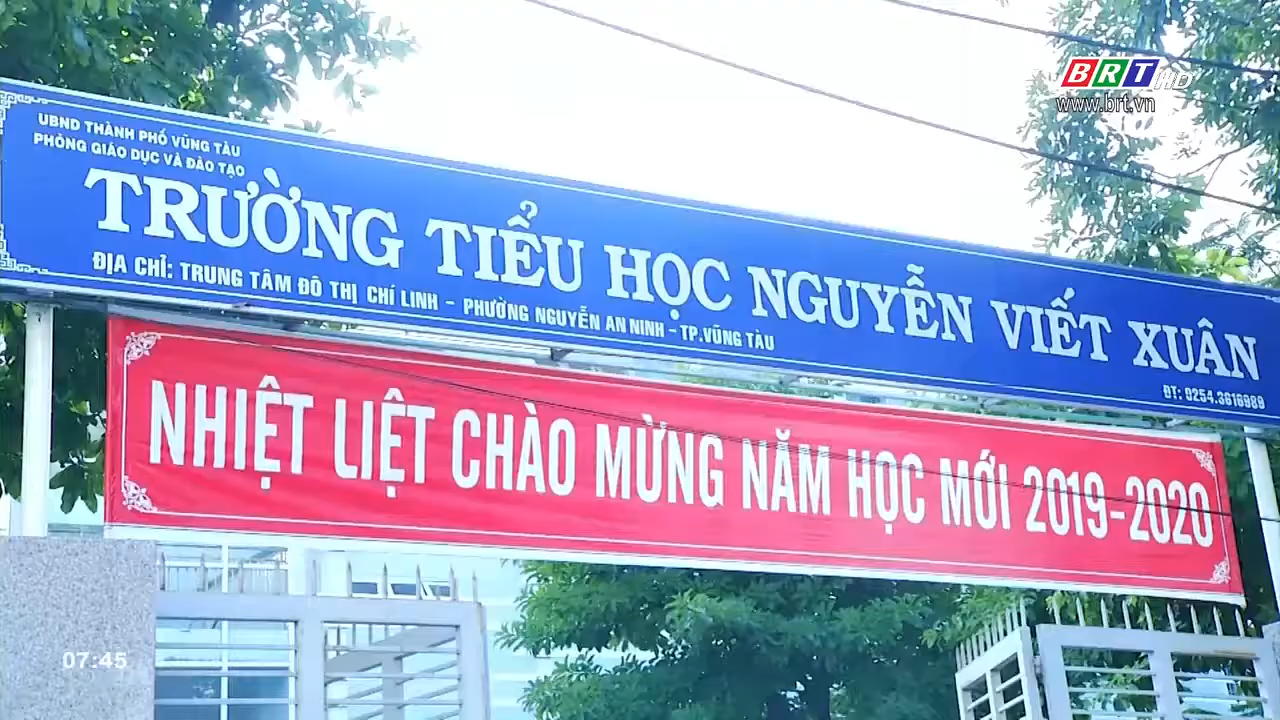 BRT HD
www.brt.vn
UBND THÀNH PHỐ VŨNG TÀU
PHÒNG GIÁO DỤC VÀ ĐÀO TẠO
TRƯỜNG TIỂU HỌC NGUYỄN VIẾT XUÂN
ĐỊA CHỈ: TRUNG TÂM ĐÔ THỊ CHÍ LINH - PHƯỜNG NGUYỄN AN NINH - TP.VŨNG TÀU
ĐT: 0254.3616989
NHIỆT LIỆT CHÀO MỪNG NĂM HỌC MỚI 2019-2020
07:45